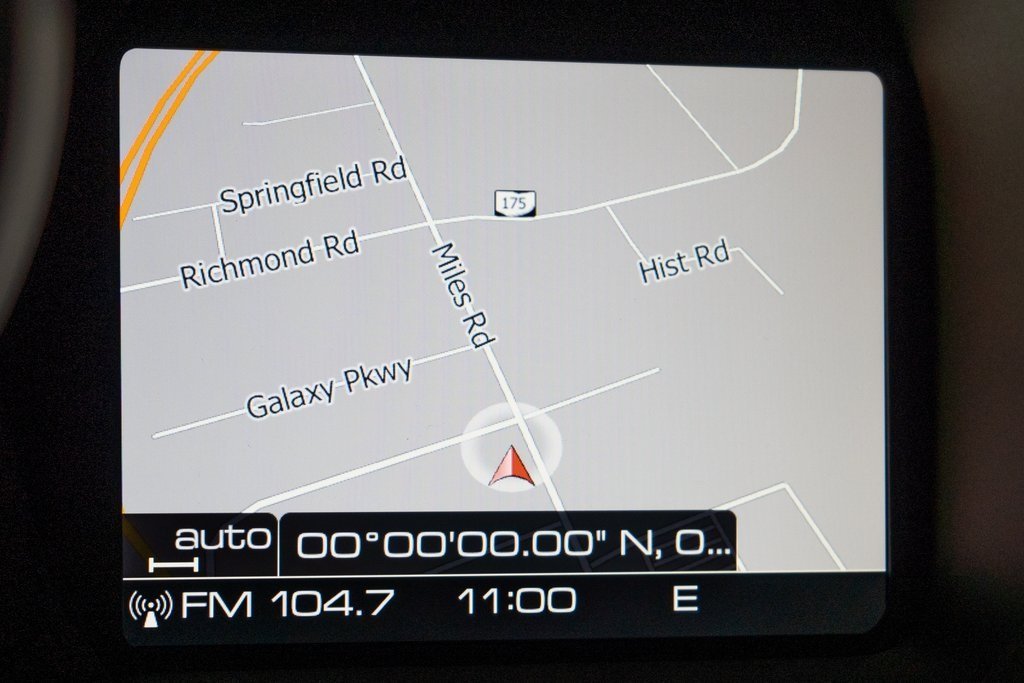 Springfield Rd
175
Richmond Rd
Miles Rd
Hist Rd
Galaxy Pkwy
auto
00°00'00.00" N, 0...
FM 104.7 11:00 E